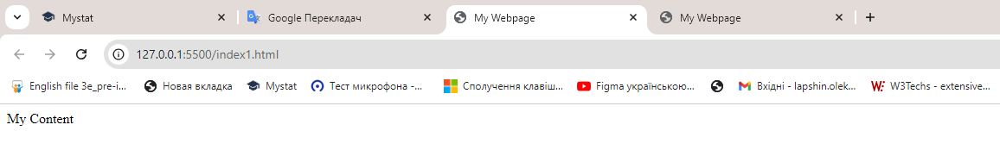 Mystat Google Перекладач My Webpage My Webpage
127.0.0.1:5500/index1.html
English file 3e_pre-i... Новая вкладка Mystat Тест микрофона -... Сполучення клавіш... Figma українською... Вхідні - lapshin.olek... W3Techs - extensive...
My Content